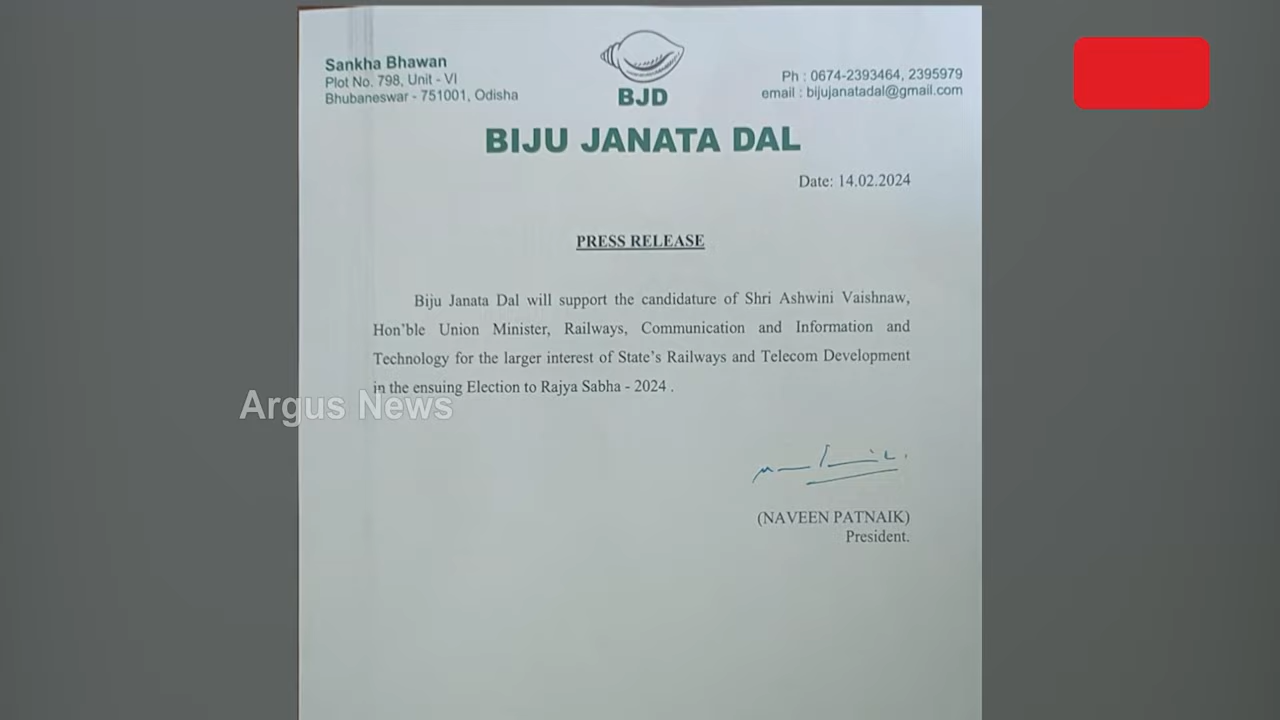 Sankha Bhawan
Plot No. 798, Unit - VI
Bhubaneswar - 751001, Odisha
BJD
Ph : 0674-2393464, 2395979
email : bijujanatadal@gmail.com
BIJU JANATA DAL
Date: 14.02.2024
PRESS RELEASE
Biju Janata Dal will support the candidature of Shri Ashwini Vaishnaw,
Hon'ble Union Minister, Railways, Communication and Information and
Technology for the larger interest of State's Railways and Telecom Development
in the ensuing Election to Rajya Sabha - 2024 .
Argus News
(NAVEEN PATNAIK)
President.